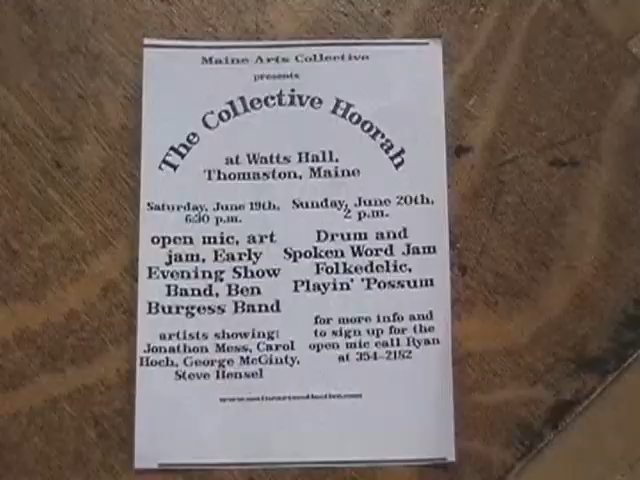 Maine Arts Collective
presents
The Collective Hoorah
at Watts Hall,
Thomaston, Maine
Saturday, June 19th,
6:30 p.m.
open mic, art
jam, Early
Evening Show
Band, Ben
Burgess Band
artists showing:
Jonathon Mess, Carol
Hoch, George McGinty,
Steve Hensel
Sunday, June 20th,
2 p.m.
Drum and
Spoken Word Jam
Folkedelic,
Playin' 'Possum
for more info and
to sign up for the
open mic call Ryan
at 354-2182
www.maineartscollective.com